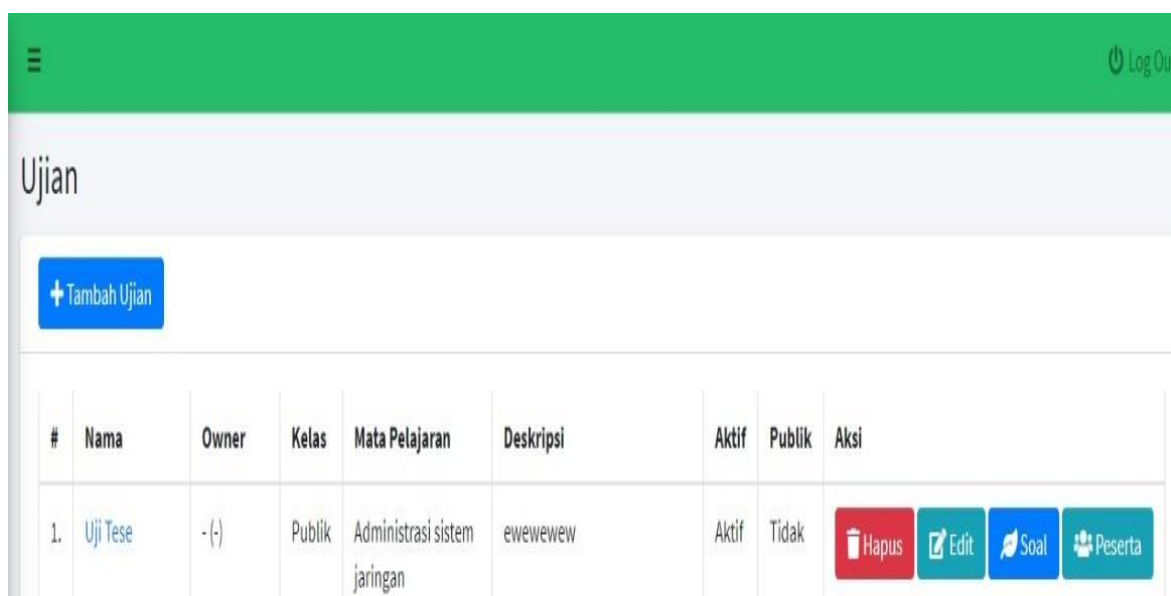 Log Ou
Ujian
Tambah Ujian
# Nama Owner Kelas Mata Pelajaran Deskripsi Aktif Publik Aksi
1. Uji Tese - (-) Publik Administrasi sistem ewewewew Aktif Tidak Hapus Edit Soal Peserta
jaringan